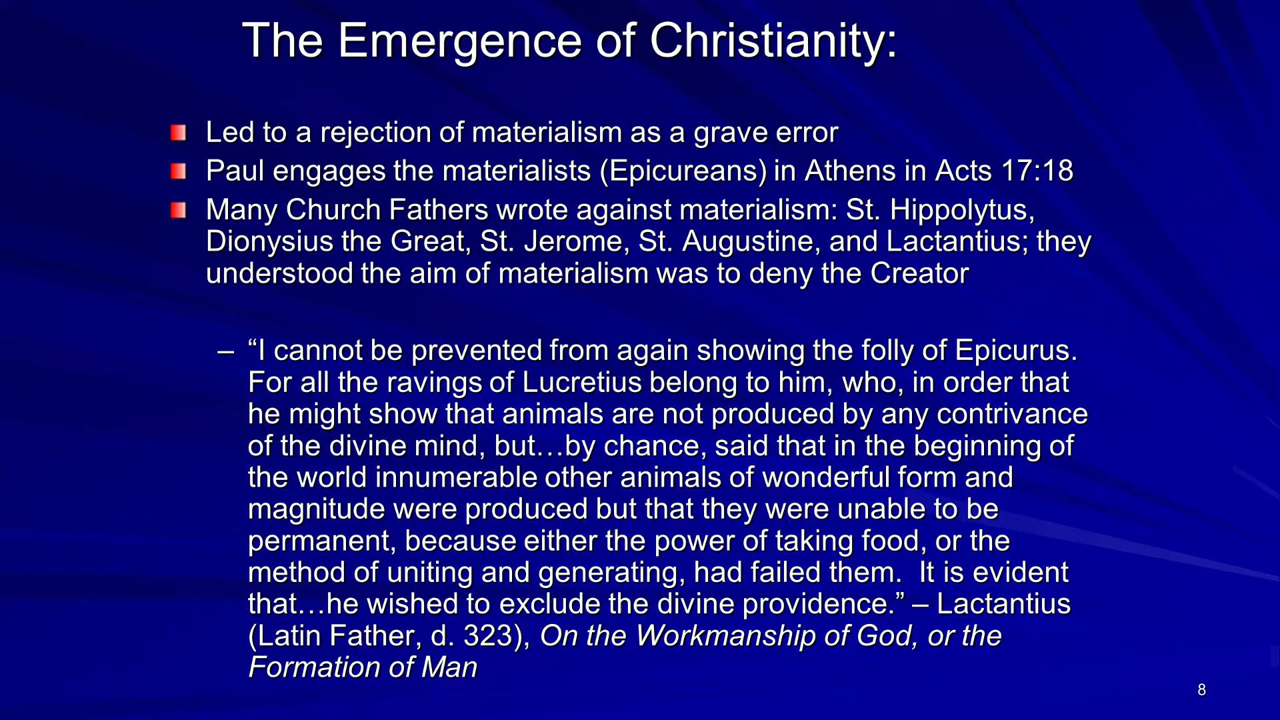 The Emergence of Christianity:
Led to a rejection of materialism as a grave error
Paul engages the materialists (Epicureans) in Athens in Acts 17:18
Many Church Fathers wrote against materialism: St. Hippolytus,
Dionysius the Great, St. Jerome, St. Augustine, and Lactantius; they
understood the aim of materialism was to deny the Creator
– “I cannot be prevented from again showing the folly of Epicurus.
For all the ravings of Lucretius belong to him, who, in order that
he might show that animals are not produced by any contrivance
of the divine mind, but…by chance, said that in the beginning of
the world innumerable other animals of wonderful form and
magnitude were produced but that they were unable to be
permanent, because either the power of taking food, or the
method of uniting and generating, had failed them.  It is evident
that…he wished to exclude the divine providence.” – Lactantius
(Latin Father, d. 323), On the Workmanship of God, or the
Formation of Man
8